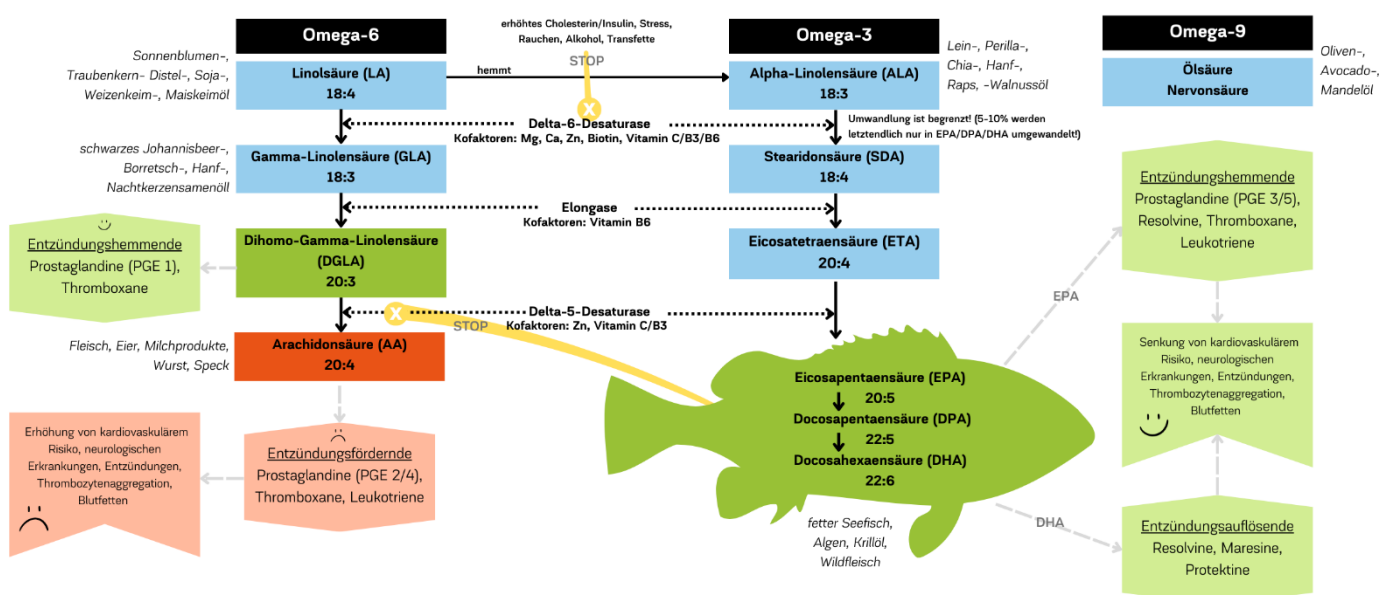 Omega-6
Sonnenblumen-,
Traubenkern- Distel-, Soja-,
Weizenkeim-, Maiskeimöl
Linolsäure (LA)
18:4
erhöhtes Cholesterin/Insulin, Stress,
Rauchen, Alkohol, Transfette
STOP
hemmt
X
Omega-3
Alpha-Linolensäure (ALA)
18:3
Lein-, Perilla-,
Chia-, Hanf-,
Raps, -Walnussöl
Omega-9
Ölsäure
Nervonsäure
Oliven-,
Avocado-,
Mandelöl
Delta-6-Desaturase
Kofaktoren: Mg, Ca, Zn, Biotin, Vitamin C/B3/B6
Umwandlung ist begrenzt! (5-10% werden
letztendlich nur in EPA/DPA/DHA umgewandelt!)
schwarzes Johannisbeer-,
Borretsch-, Hanf-,
Nachtkerzensamenöll
Gamma-Linolensäure (GLA)
18:3
Stearidonsäure (SDA)
18:4
Elongase
Kofaktoren: Vitamin B6
Entzündungshemmende
Prostaglandine (PGE 1),
Thromboxane
Dihomo-Gamma-Linolensäure
(DGLA)
20:3
Eicosatetraensäure (ETA)
20:4
Delta-5-Desaturase
Kofaktoren: Zn, Vitamin C/B3
X
STOP
Fleisch, Eier, Milchprodukte,
Wurst, Speck
Arachidonsäure (AA)
20:4
Eicosapentaensäure (EPA)
20:5
Docosapentaensäure (DPA)
22:5
Docosahexaensäure (DHA)
22:6
fetter Seefisch,
Algen, Krillöl,
Wildfleisch
EPA
DHA
Entzündungshemmende
Prostaglandine (PGE 3/5),
Resolvine, Thromboxane,
Leukotriene
Senkung von kardiovaskulärem
Risiko, neurologischen
Erkrankungen, Entzündungen,
Thrombozytenaggregation,
Blutfetten
Entzündungsauflösende
Resolvine, Maresine,
Protektine
Entzündungsfördernde
Prostaglandine (PGE 2/4),
Thromboxane, Leukotriene
Erhöhung von kardiovaskulärem
Risiko, neurologischen
Erkrankungen, Entzündungen,
Thrombozytenaggregation,
Blutfetten